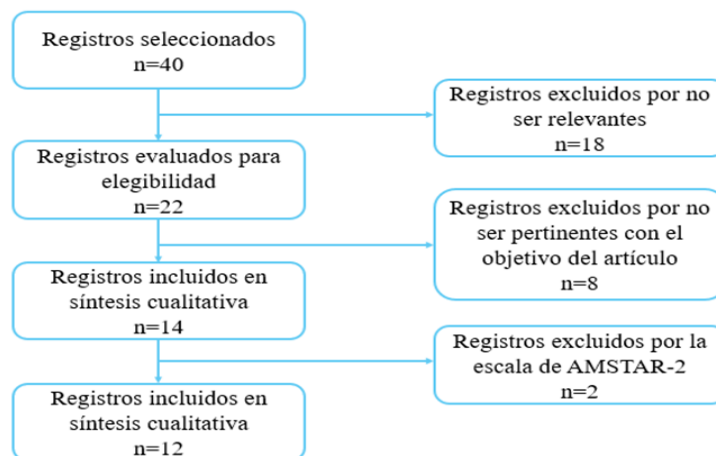 Registros seleccionados
n=40
Registros excluidos por no
ser relevantes
n=18
Registros evaluados para
elegibilidad
n=22
Registros excluidos por no
ser pertinentes con el
objetivo del artículo
n=8
Registros incluidos en
síntesis cualitativa
n=14
Registros excluidos por la
escala de AMSTAR-2
n=2
Registros incluidos en
síntesis cualitativa
n=12